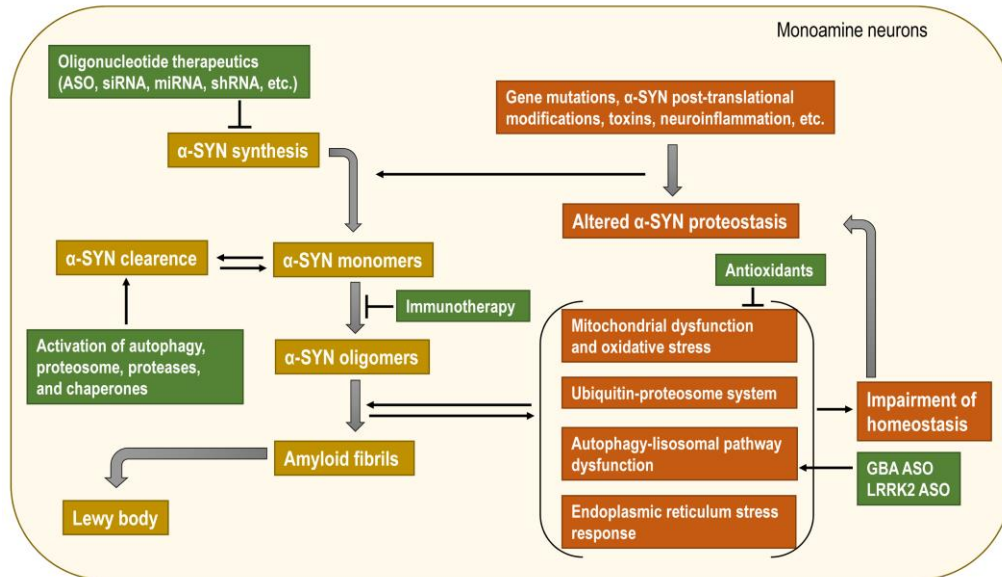 Monoamine neurons
Oligonucleotide therapeutics
(ASO, siRNA, miRNA, shRNA, etc.)
Gene mutations, α-SYN post-translational
modifications, toxins, neuroinflammation, etc.
α-SYN synthesis
Altered α-SYN proteostasis
α-SYN clearence
α-SYN monomers
Antioxidants
Immunotherapy
Mitochondrial dysfunction
and oxidative stress
Activation of autophagy,
proteosome, proteases,
and chaperones
α-SYN oligomers
Ubiquitin-proteosome system
Impairment of
homeostasis
Autophagy-lisosomal pathway
dysfunction
Amyloid fibrils
GBA ASO
LRRK2 ASO
Lewy body
Endoplasmic reticulum stress
response